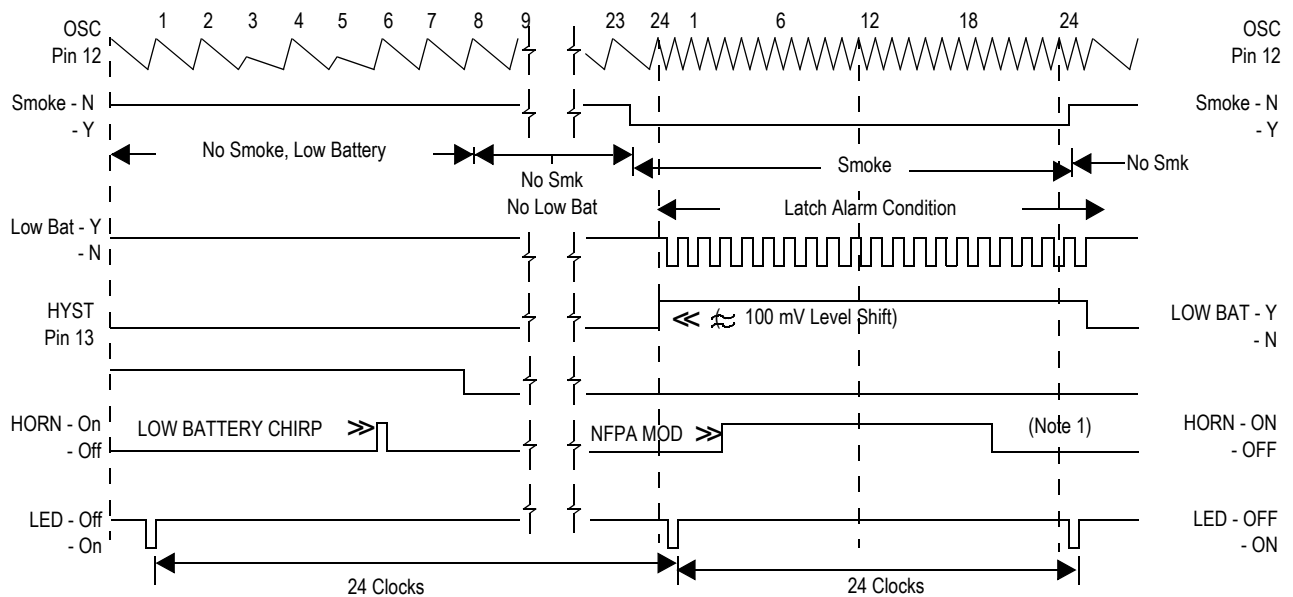 1 2 3 4 5 6 7 8 9 23 24 1 6 12 18 24
OSC
Pin 12
OSC
Pin 12
Smoke - N
- Y
Smoke - N
- Y
No Smoke, Low Battery
No Smk
No Low Bat
Smoke
No Smk
Latch Alarm Condition
Low Bat - Y
- N
HYST
Pin 13
100 mV Level Shift)
LOW BAT - Y
- N
HORN - On
- Off
LOW BATTERY CHIRP >>
NFPA MOD >>
(Note 1)
HORN - ON
- OFF
LED - Off
- On
LED - OFF
- ON
24 Clocks
24 Clocks